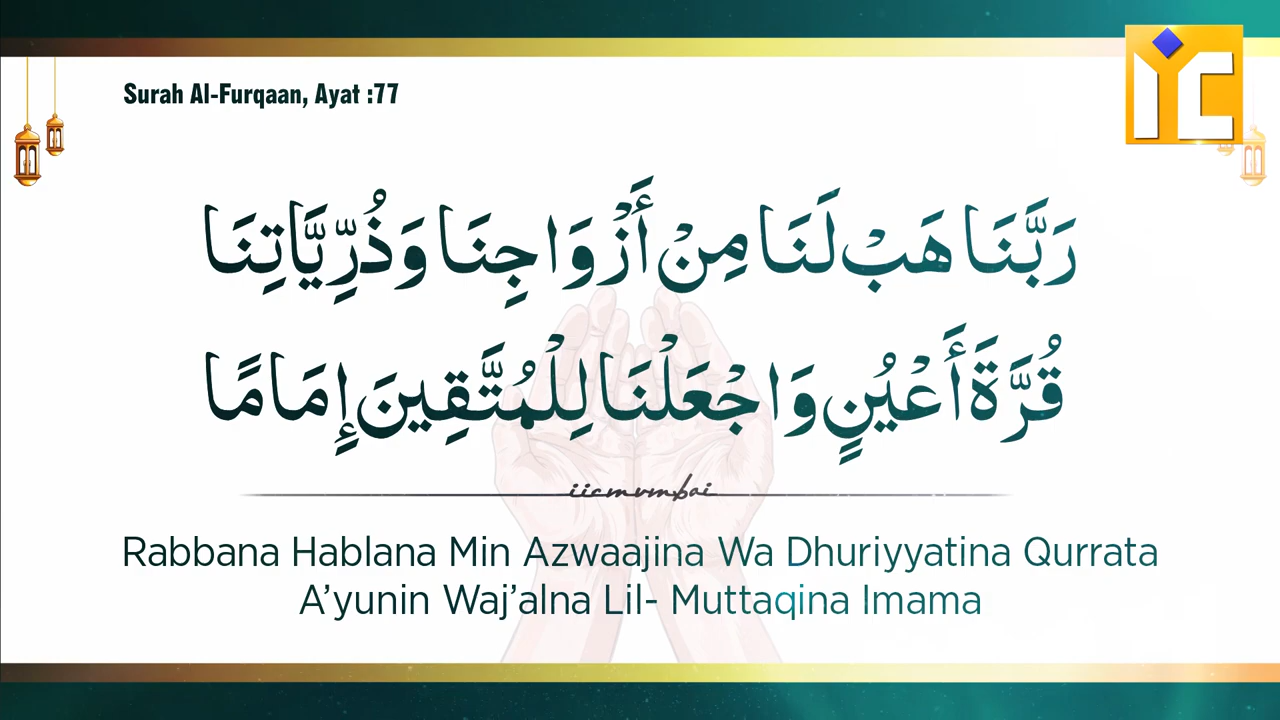 Surah Al-Furqaan, Ayat :77
IYC
رَبَّنَا هَبْ لَنَا مِنْ أَزْوَاجِنَا وَذُرِّيَّاتِنَا
قُرَّةَ أَعْيُنٍ وَاجْعَلْنَا لِلْمُتَّقِينَ إِمَامًا
iicmumbai
Rabbana Hablana Min Azwaajina Wa Dhuriyyatina Qurrata
A’yunin Waj’alna Lil- Muttaqina Imama